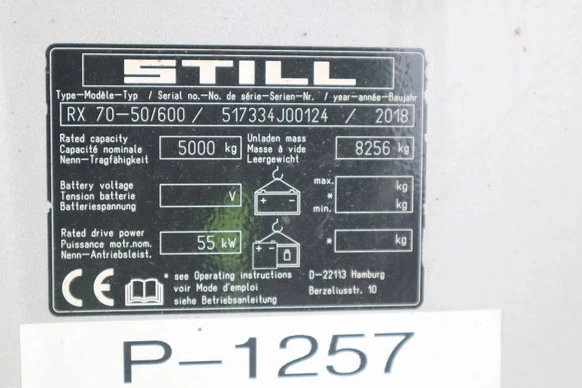 STILL
Type-Modèle-Typ / Serial no.-No. de série-Serien-Nr. / year-année-Baujahr
RX 70-50/600 / 517334J00124 / 2018
Rated capacity
Capacité nominale
Nenn-Tragfähigkeit
5000 kg
Unladen mass
Masse à vide
Leergewicht
8256 kg
Battery voltage
Tension batterie
Batteriespannung
V
max. kg
*
min. kg
Rated drive power
Puissance motr.nom.
Nenn-Antriebsleist.
55 kW
* kg
CE
* see Operating instructions
voir Mode d'emploi
siehe Betriebsanleitung
D-22113 Hamburg
Berzeliusstr. 10
P-1257